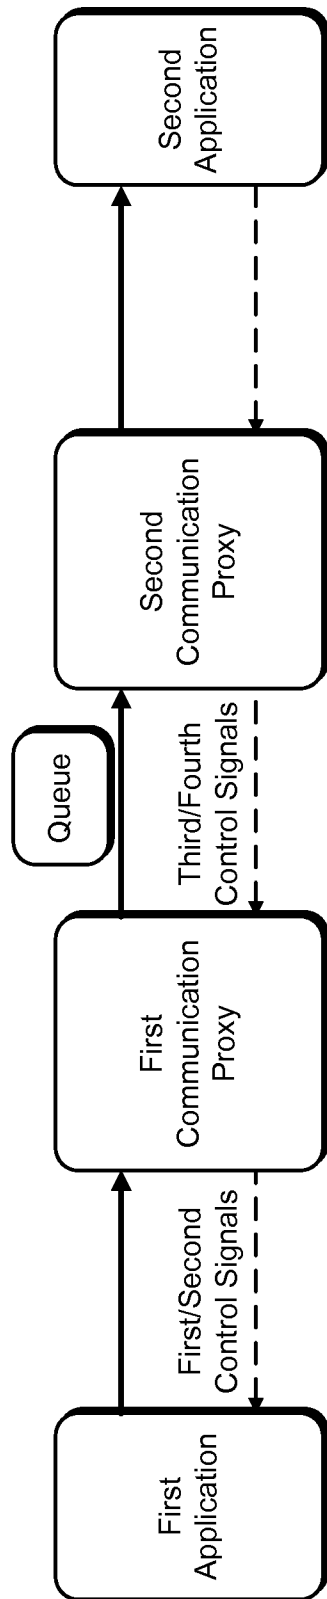 First
Application
First/Second
Control Signals
First
Communication
Proxy
Queue
Third/Fourth
Control Signals
Second
Communication
Proxy
Second
Application